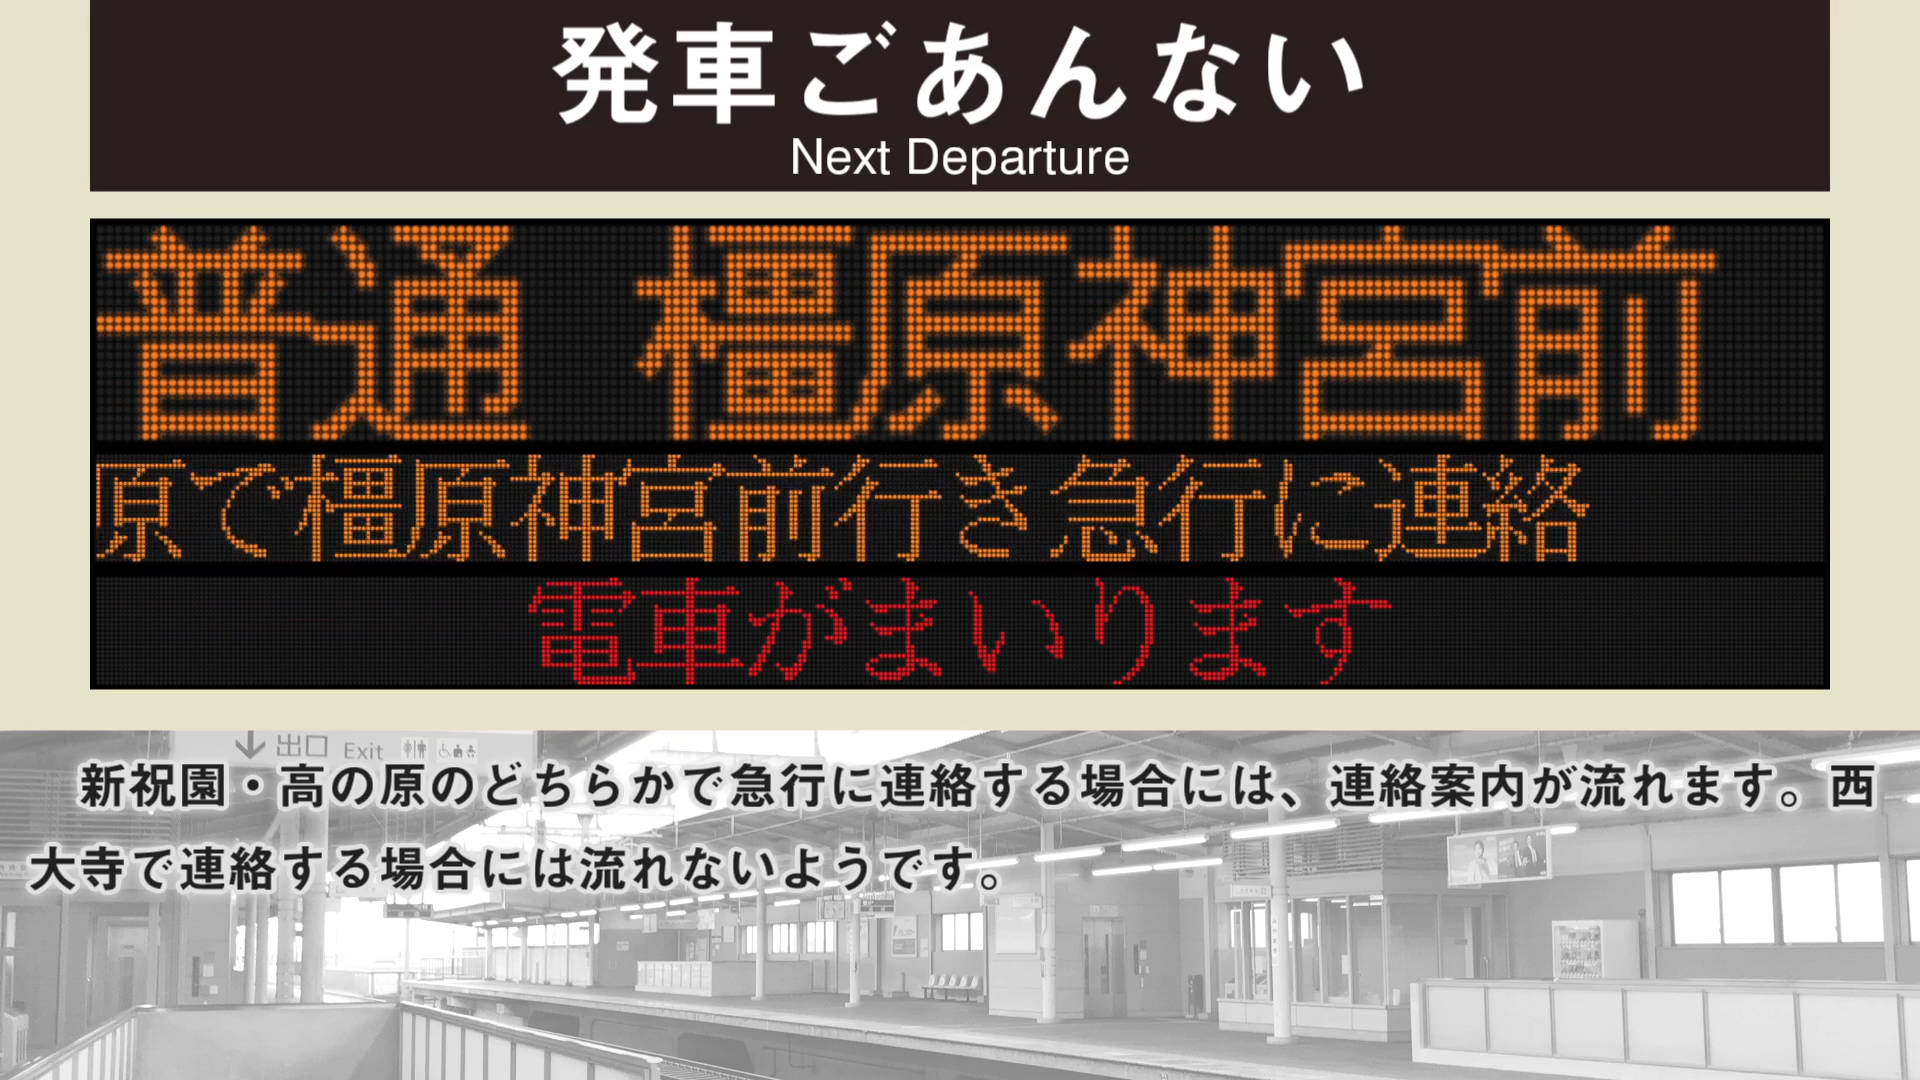 発車ごあんない
Next Departure
普通 橿原神宮前
原で橿原神宮前行き急行に連絡
電車がまいります
↓ 出口 Exit
新祝園・高の原のどちらかで急行に連絡する場合には、連絡案内が流れます。西
大寺で連絡する場合には流れないようです。